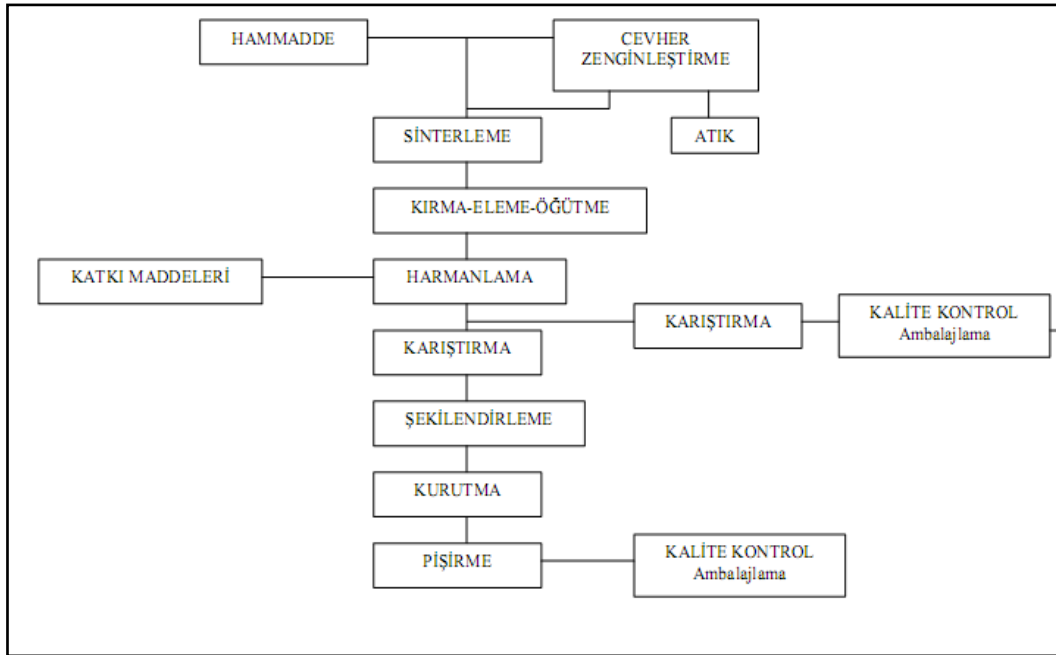 HAMMADDE
CEVHER
ZENGİNLEŞTİRME
SİNTERLEME
ATIK
KIRMA-ELEME-ÖĞÜTME
KATKI MADDELERİ
HARMANLAMA
KARIŞTIRMA
KALİTE KONTROL
Ambalajlama
KARIŞTIRMA
ŞEKİLENDİRLEME
KURUTMA
PİŞİRME
KALİTE KONTROL
Ambalajlama